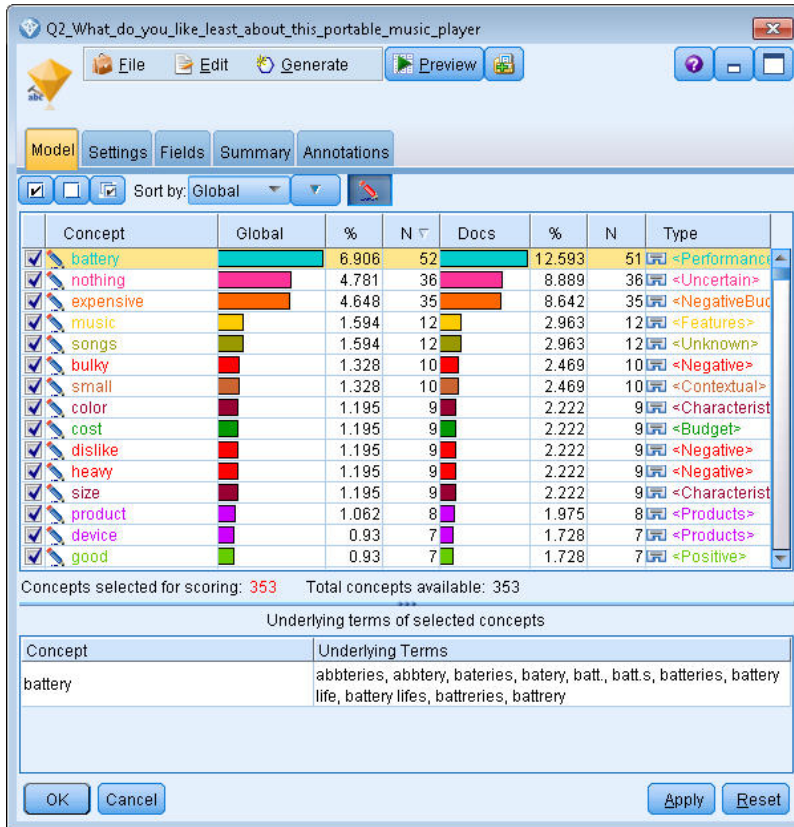 Q2_What_do_you_like_least_about_this_portable_music_player
File Edit Generate Preview
abc
Model Settings Fields Summary Annotations
Sort by: Global
Concept Global % N Docs % N Type
battery 6.906 52 12.593 51 <Performance
nothing 4.781 36 8.889 36 <Uncertain>
expensive 4.648 35 8.642 35 <NegativeBud
music 1.594 12 2.963 12 <Features>
songs 1.594 12 2.963 12 <Unknown>
bulky 1.328 10 2.469 10 <Negative>
small 1.328 10 2.469 10 <Contextual>
color 1.195 9 2.222 9 <Characterist
cost 1.195 9 2.222 9 <Budget>
dislike 1.195 9 2.222 9 <Negative>
heavy 1.195 9 2.222 9 <Negative>
size 1.195 9 2.222 9 <Characterist
product 1.062 8 1.975 8 <Products>
device 0.93 7 1.728 7 <Products>
good 0.93 7 1.728 7 <Positive>
Concepts selected for scoring: 353 Total concepts available: 353
Underlying terms of selected concepts
Concept Underlying Terms
battery abbteries, abbtery, bateries, batery, batt., batt.s, batteries, battery
life, battery lifes, battreries, battrery
OK Cancel Apply Reset